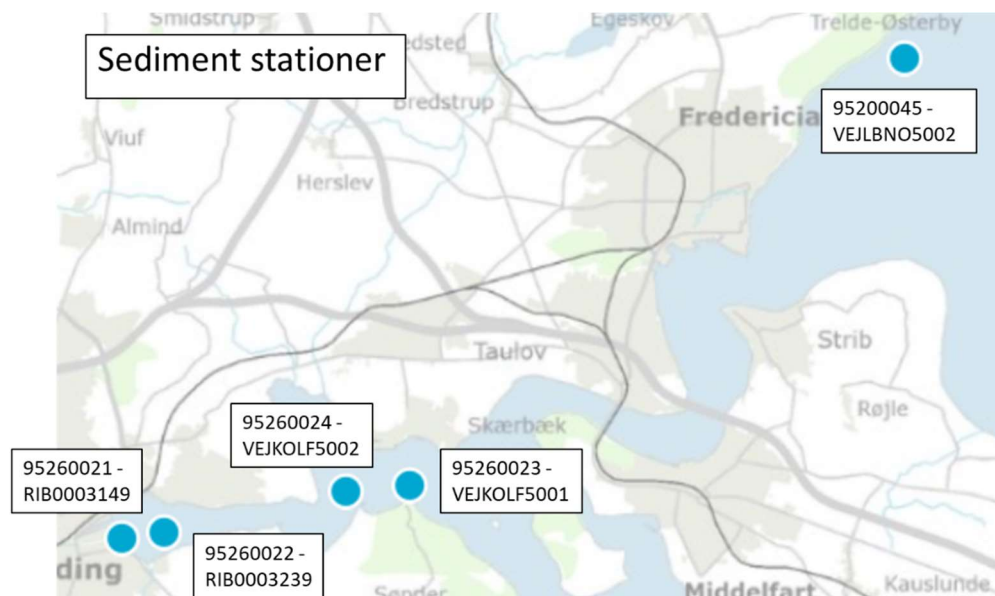 Smidstrup
Egeskov
Trelde-Østerby
Sediment stationer
edsted
Bredstrup
Fredericia
95200045 -
VEJLBNO5002
Viuf
Herslev
Almind
Taulov
Strib
Røjle
Skærbæk
95260024 -
VEJKOLF5002
95260021 -
RIB0003149
95260023 -
VEJKOLF5001
95260022 -
RIB0003239
ding
Sønder
Middelfart
Kauslunde